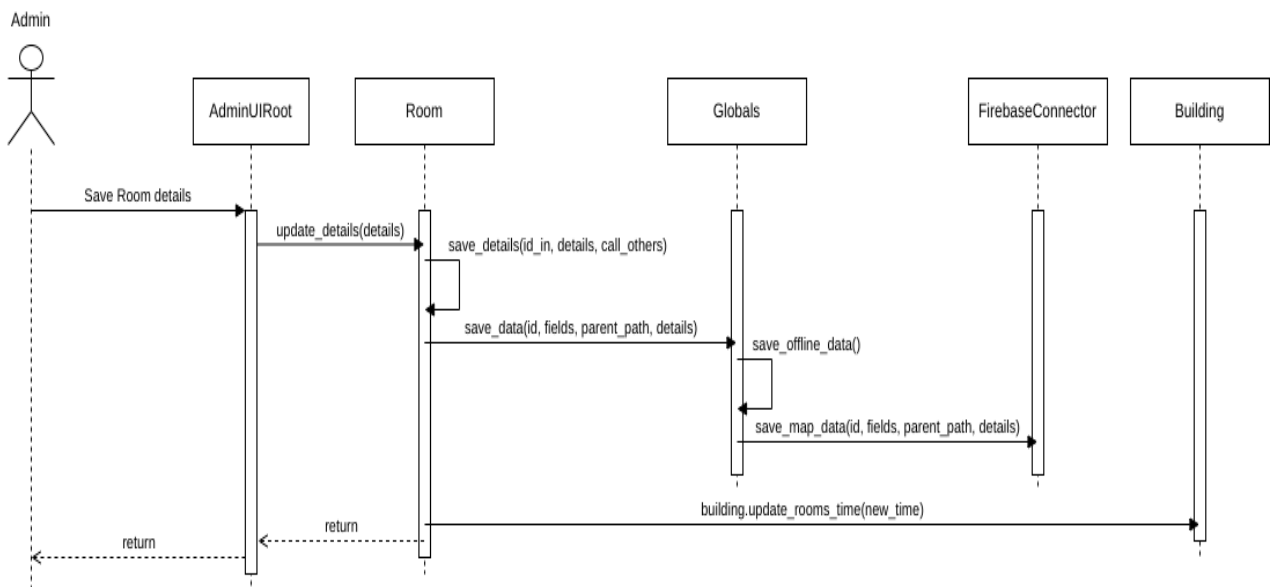 Admin
AdminUIRoot
Room
Globals
FirebaseConnector
Building
Save Room details
update_details(details)
save_details(id_in, details, call_others)
save_data(id, fields, parent_path, details)
save_offline_data()
save_map_data(id, fields, parent_path, details)
building.update_rooms_time(new_time)
return
return